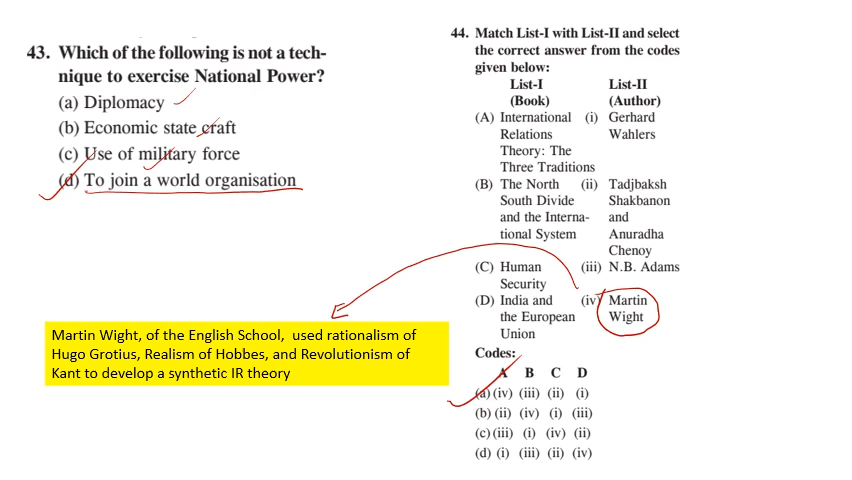 43. Which of the following is not a tech-
nique to exercise National Power?
(a) Diplomacy
(b) Economic state craft
(c) Use of military force
(d) To join a world organisation
Martin Wight, of the English School, used rationalism of
Hugo Grotius, Realism of Hobbes, and Revolutionism of
Kant to develop a synthetic IR theory
44. Match List-I with List-II and select
the correct answer from the codes
given below:
List-I List-II
(Book) (Author)
(A) International (i) Gerhard
Relations Wahlers
Theory: The
Three Traditions
(B) The North (ii) Tadjbaksh
South Divide Shakbanon
and the Interna- and
tional System Anuradha
Chenoy
(C) Human (iii) N.B. Adams
Security
(D) India and (iv) Martin
the European Wight
Union
Codes:
A B C D
(a) (iv) (iii) (ii) (i)
(b) (ii) (iv) (i) (iii)
(c) (iii) (i) (iv) (ii)
(d) (i) (iii) (ii) (iv)